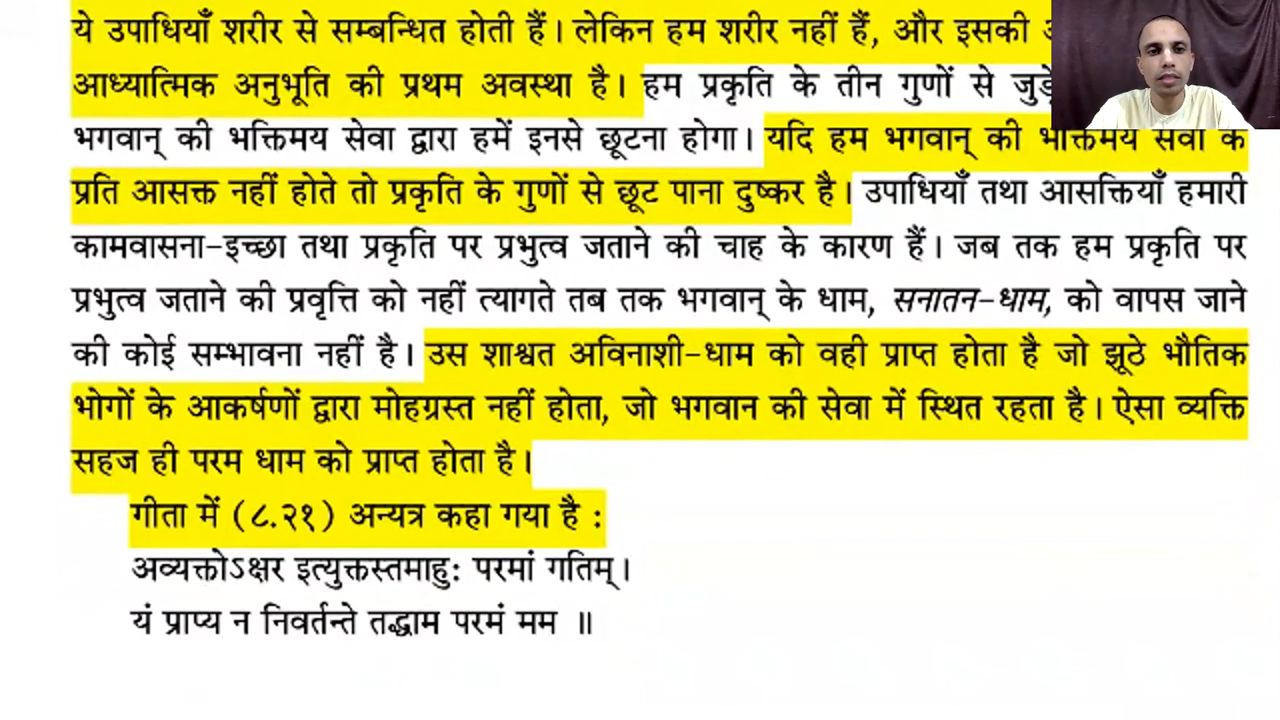 ये उपाधियाँ शरीर से सम्बन्धित होती हैं। लेकिन हम शरीर नहीं हैं, और इसकी
आध्यात्मिक अनुभूति की प्रथम अवस्था है। हम प्रकृति के तीन गुणों से
भगवान् की भक्तिमय सेवा द्वारा हमें इनसे छूटना होगा। यदि हम भगवान् की भक्तिमय सेवा के
प्रति आसक्त नहीं होते तो प्रकृति के गुणों से छूट पाना दुष्कर है। उपाधियाँ तथा आसक्तियाँ हमारी
कामवासना-इच्छा तथा प्रकृति पर प्रभुत्व जताने की चाह के कारण हैं। जब तक हम प्रकृति पर
प्रभुत्व जताने की प्रवृत्ति को नहीं त्यागते तब तक भगवान् के धाम, सनातन-धाम, को वापस जाने
की कोई सम्भावना नहीं है। उस शाश्वत अविनाशी-धाम को वही प्राप्त होता है जो झूठे भौतिक
भोगों के आकर्षणों द्वारा मोहग्रस्त नहीं होता, जो भगवान की सेवा में स्थित रहता है। ऐसा व्यक्ति
सहज ही परम धाम को प्राप्त होता है।
गीता में (८.२१) अन्यत्र कहा गया है :
अव्यक्तोऽक्षर इत्युक्तस्तमाहुः परमां गतिम्।
यं प्राप्य न निवर्तन्ते तद्धाम परमं मम ॥